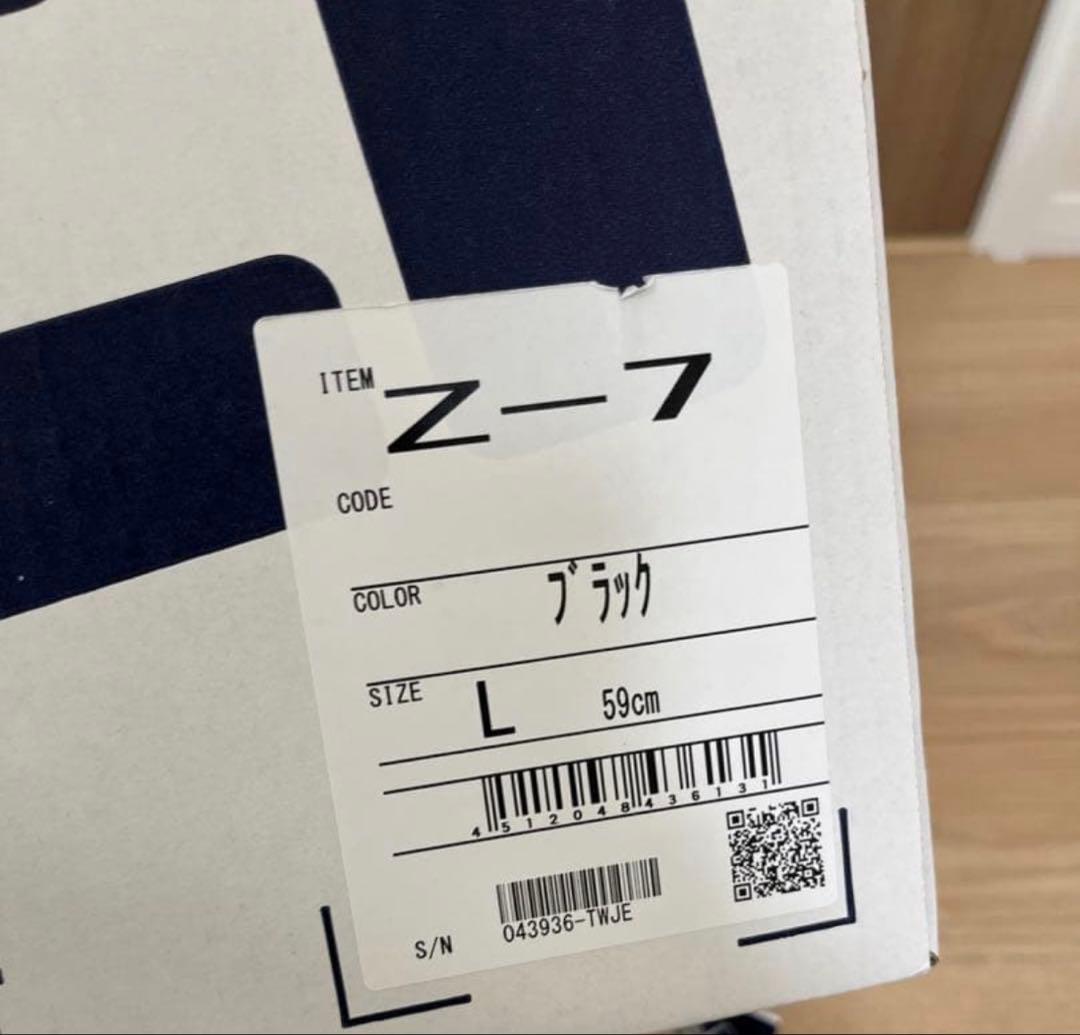 ITEM Z-7
CODE
COLOR ブラック
SIZE L 59cm
4512048436131
043936-TWJE
S/N